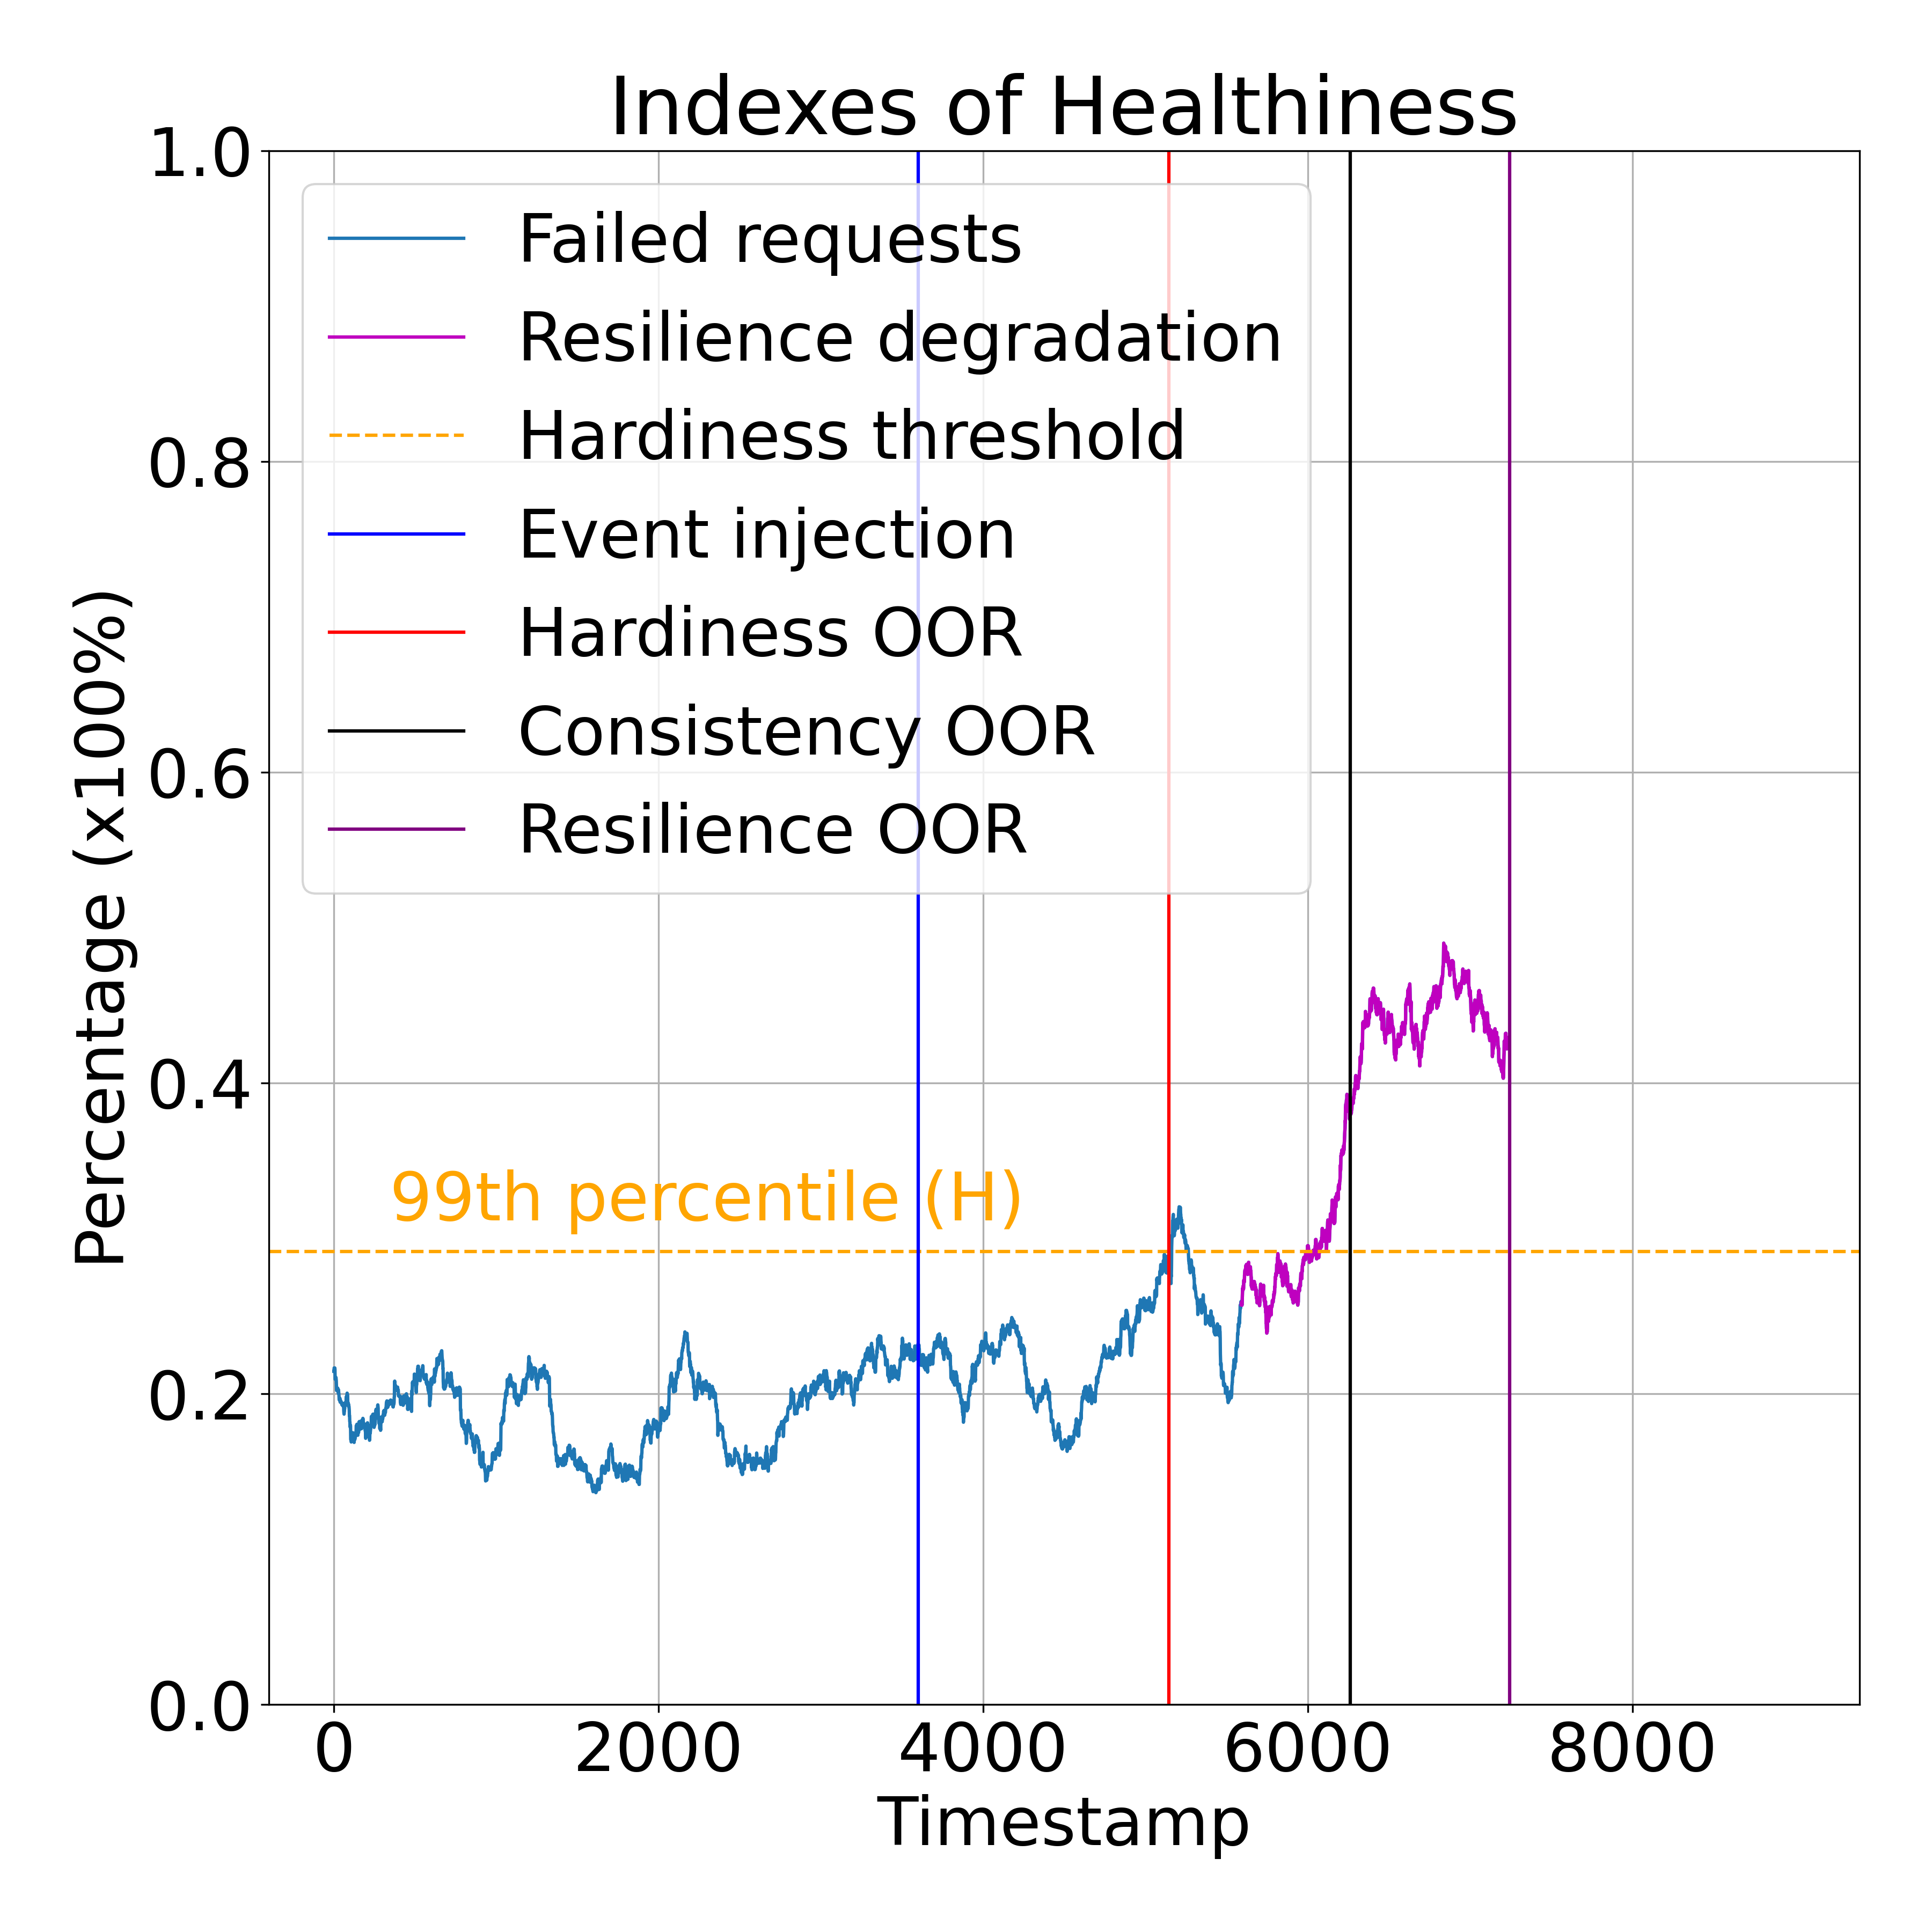 Indexes of Healthiness
1.0
0.8
0.6
0.4
0.2
0.0
Percentage (x100%)
Failed requests
Resilience degradation
Hardiness threshold
Event injection
Hardiness OOR
Consistency OOR
Resilience OOR
99th percentile (H)
0 2000 4000 6000 8000
Timestamp